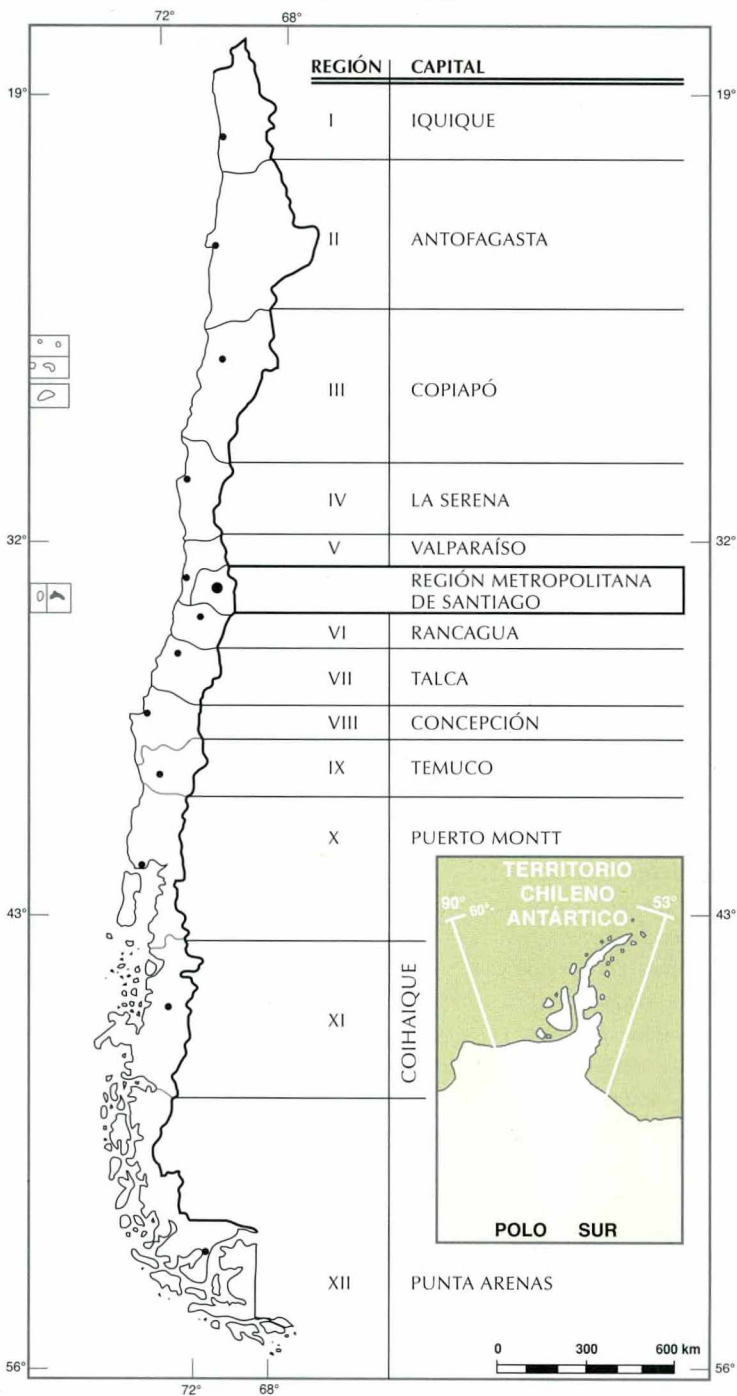 72° 68°
REGIÓN CAPITAL
19° 19°
I IQUIQUE
II ANTOFAGASTA
III COPIAPÓ
IV LA SERENA
32° V VALPARAÍSO 32°
REGIÓN METROPOLITANA
DE SANTIAGO
VI RANCAGUA
VII TALCA
VIII CONCEPCIÓN
IX TEMUCO
X PUERTO MONTT
TERRITORIO
CHILENO
ANTÁRTICO
90° 60° 53°
43° 43°
XI COIHAIQUE
POLO SUR
XII PUNTA ARENAS
0 300 600 km
56° 56°
72° 68°